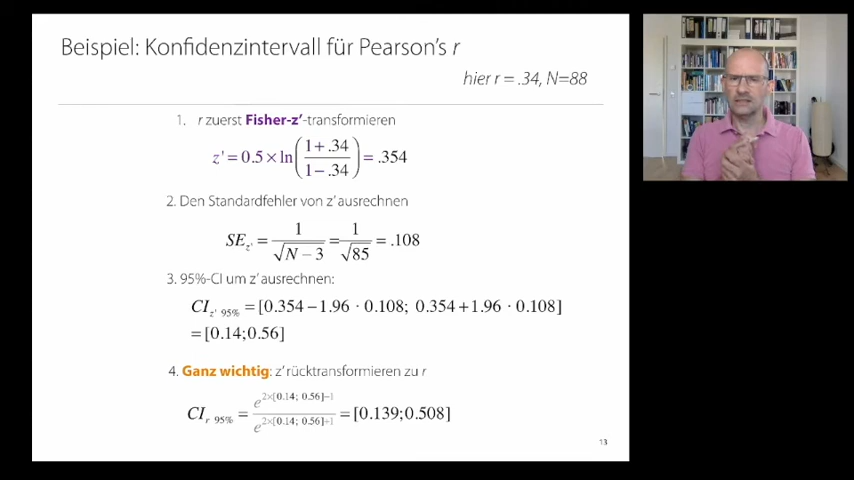 Beispiel: Konfidenzintervall für Pearson's r
hier r = .34, N=88
1. r zuerst Fisher-z'-transformieren
z' = 0.5 × ln((1 + .34)/(1 − .34)) = .354
2. Den Standardfehler von z' ausrechnen
SE_z' = 1/√(N − 3) = 1/√85 = .108
3. 95%-CI um z' ausrechnen:
CI_z' 95% = [0.354 − 1.96 · 0.108; 0.354 + 1.96 · 0.108]
= [0.14;0.56]
4. Ganz wichtig: z' rücktransformieren zu r
CI_r 95% = e^(2×[0.14; 0.56]−1)/e^(2×[0.14; 0.56]+1) = [0.139;0.508]
13